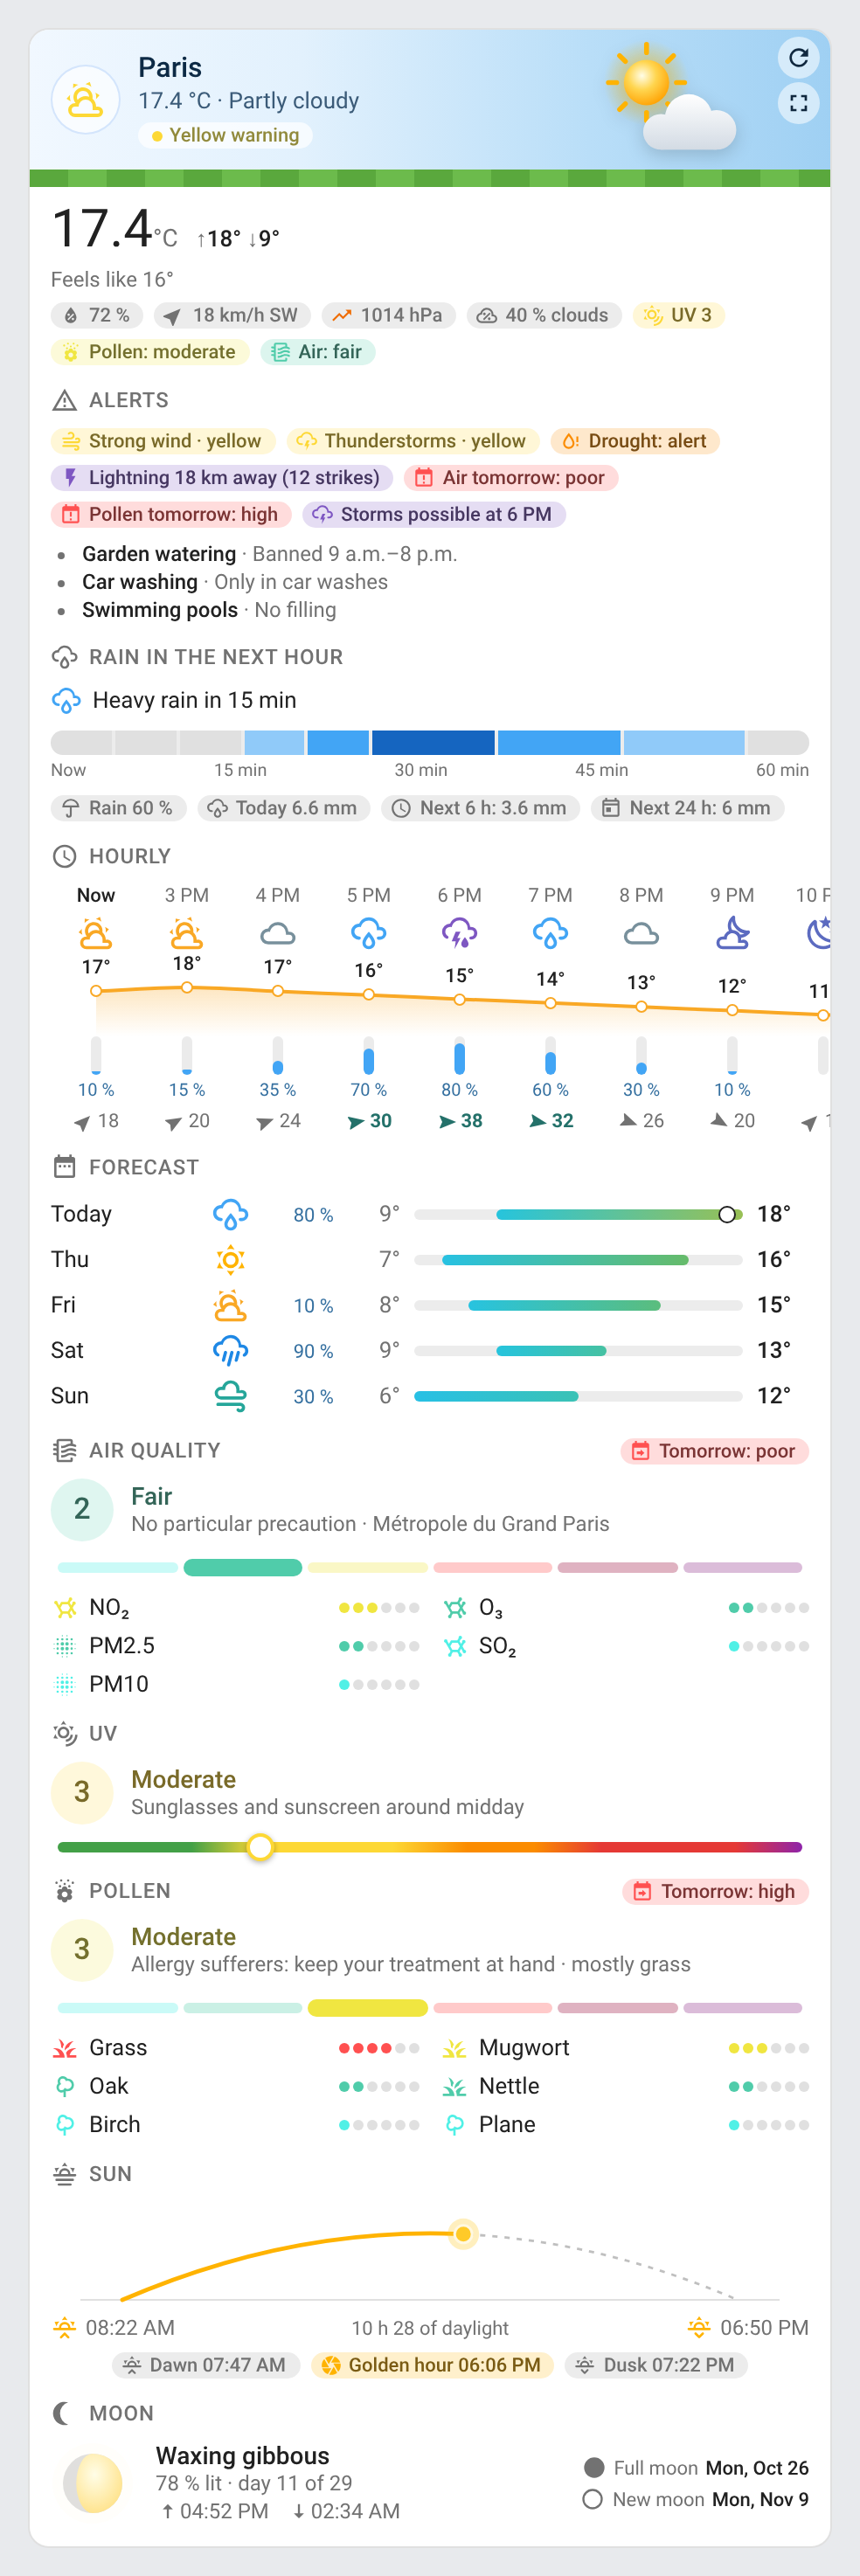 Paris
17.4 °C · Partly cloudy
Yellow warning
17.4°C ↑18° ↓9°
Feels like 16°
72 % 18 km/h SW 1014 hPa 40 % clouds UV 3
Pollen: moderate Air: fair
ALERTS
Strong wind · yellow Thunderstorms · yellow Drought: alert
Lightning 18 km away (12 strikes) Air tomorrow: poor
Pollen tomorrow: high Storms possible at 6 PM
• Garden watering · Banned 9 a.m.–8 p.m.
• Car washing · Only in car washes
• Swimming pools · No filling
RAIN IN THE NEXT HOUR
Heavy rain in 15 min
Now 15 min 30 min 45 min 60 min
Rain 60 % Today 6.6 mm Next 6 h: 3.6 mm Next 24 h: 6 mm
HOURLY
Now 3 PM 4 PM 5 PM 6 PM 7 PM 8 PM 9 PM 10 P
17° 18° 17° 16° 15° 14° 13° 12° 11
10 % 15 % 35 % 70 % 80 % 60 % 30 % 10 %
18 20 24 30 38 32 26 20 1
FORECAST
Today 80 % 9° 18°
Thu 7° 16°
Fri 10 % 8° 15°
Sat 90 % 9° 13°
Sun 30 % 6° 12°
AIR QUALITY Tomorrow: poor
2 Fair
No particular precaution · Métropole du Grand Paris
NO₂ O₃
PM2.5 SO₂
PM10
UV
3 Moderate
Sunglasses and sunscreen around midday
POLLEN Tomorrow: high
3 Moderate
Allergy sufferers: keep your treatment at hand · mostly grass
Grass Mugwort
Oak Nettle
Birch Plane
SUN
08:22 AM 10 h 28 of daylight 06:50 PM
Dawn 07:47 AM Golden hour 06:06 PM Dusk 07:22 PM
MOON
Waxing gibbous
78 % lit · day 11 of 29
↑ 04:52 PM ↓ 02:34 AM
Full moon Mon, Oct 26
New moon Mon, Nov 9